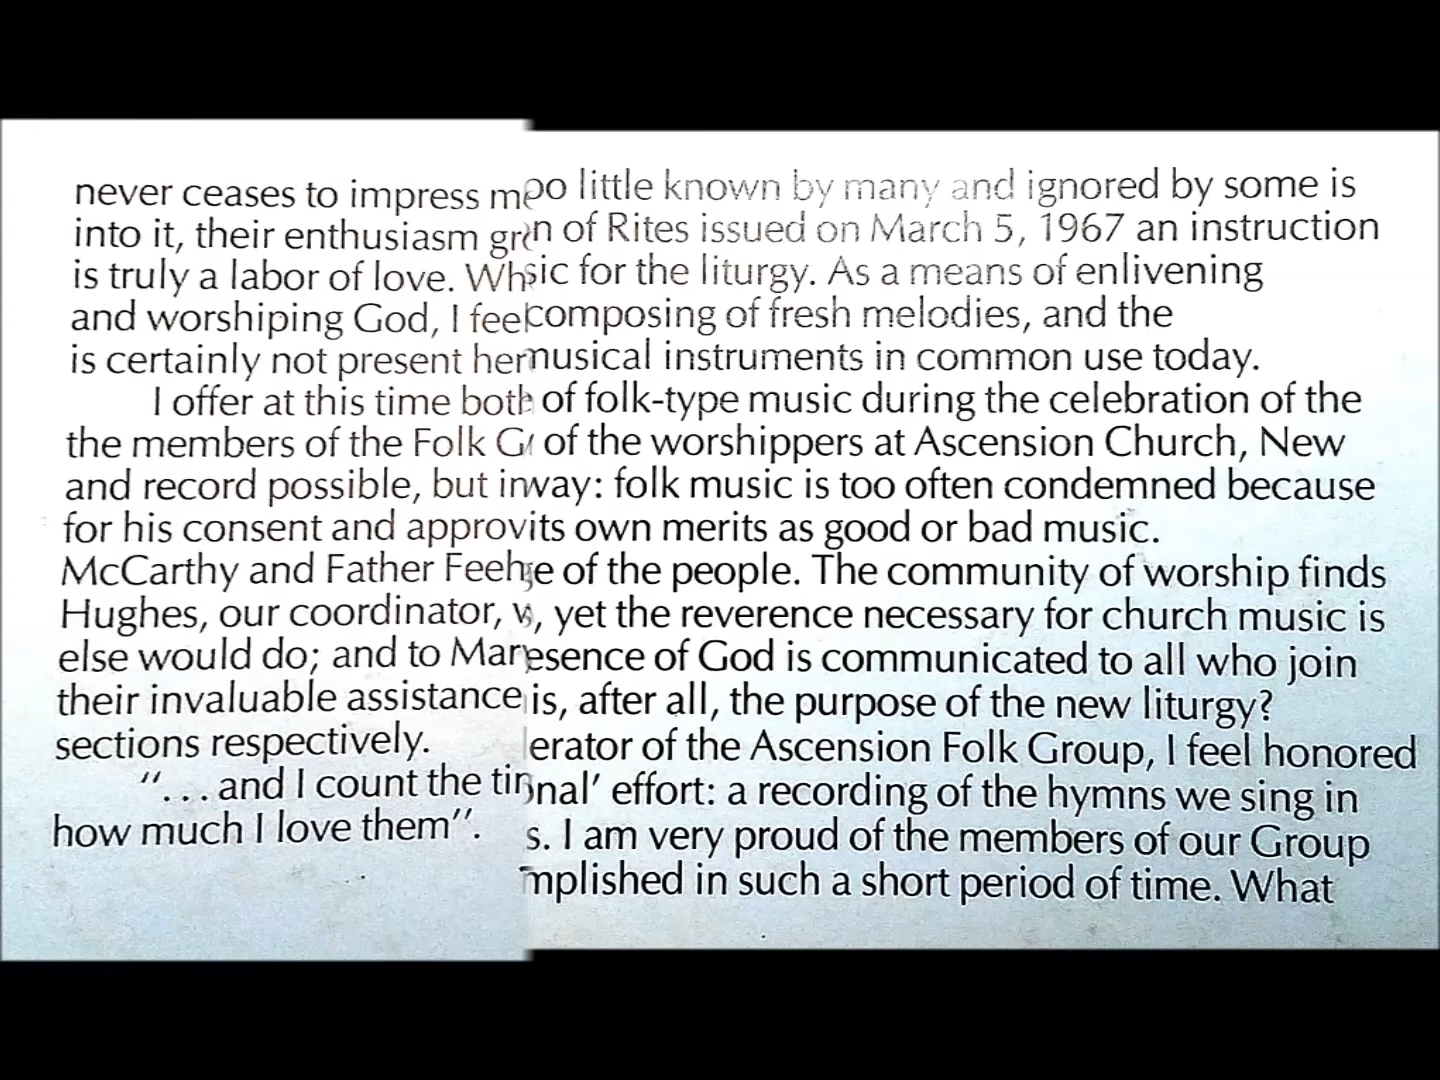 never ceases to impress me
into it, their enthusiasm gr
is truly a labor of love. Wh
and worshiping God, I feel
is certainly not present her
I offer at this time both
the members of the Folk G
and record possible, but in
for his consent and approv
McCarthy and Father Feeh
Hughes, our coordinator, w
else would do; and to Mar
their invaluable assistance
sections respectively.
“. . . and I count the tim
how much I love them”.
oo little known by many and ignored by some is
n of Rites issued on March 5, 1967 an instruction
sic for the liturgy. As a means of enlivening
composing of fresh melodies, and the
musical instruments in common use today.
of folk-type music during the celebration of the
of the worshippers at Ascension Church, New
way: folk music is too often condemned because
its own merits as good or bad music.
ge of the people. The community of worship finds
s, yet the reverence necessary for church music is
esence of God is communicated to all who join
is, after all, the purpose of the new liturgy?
erator of the Ascension Folk Group, I feel honored
onal’ effort: a recording of the hymns we sing in
s. I am very proud of the members of our Group
mplished in such a short period of time. What